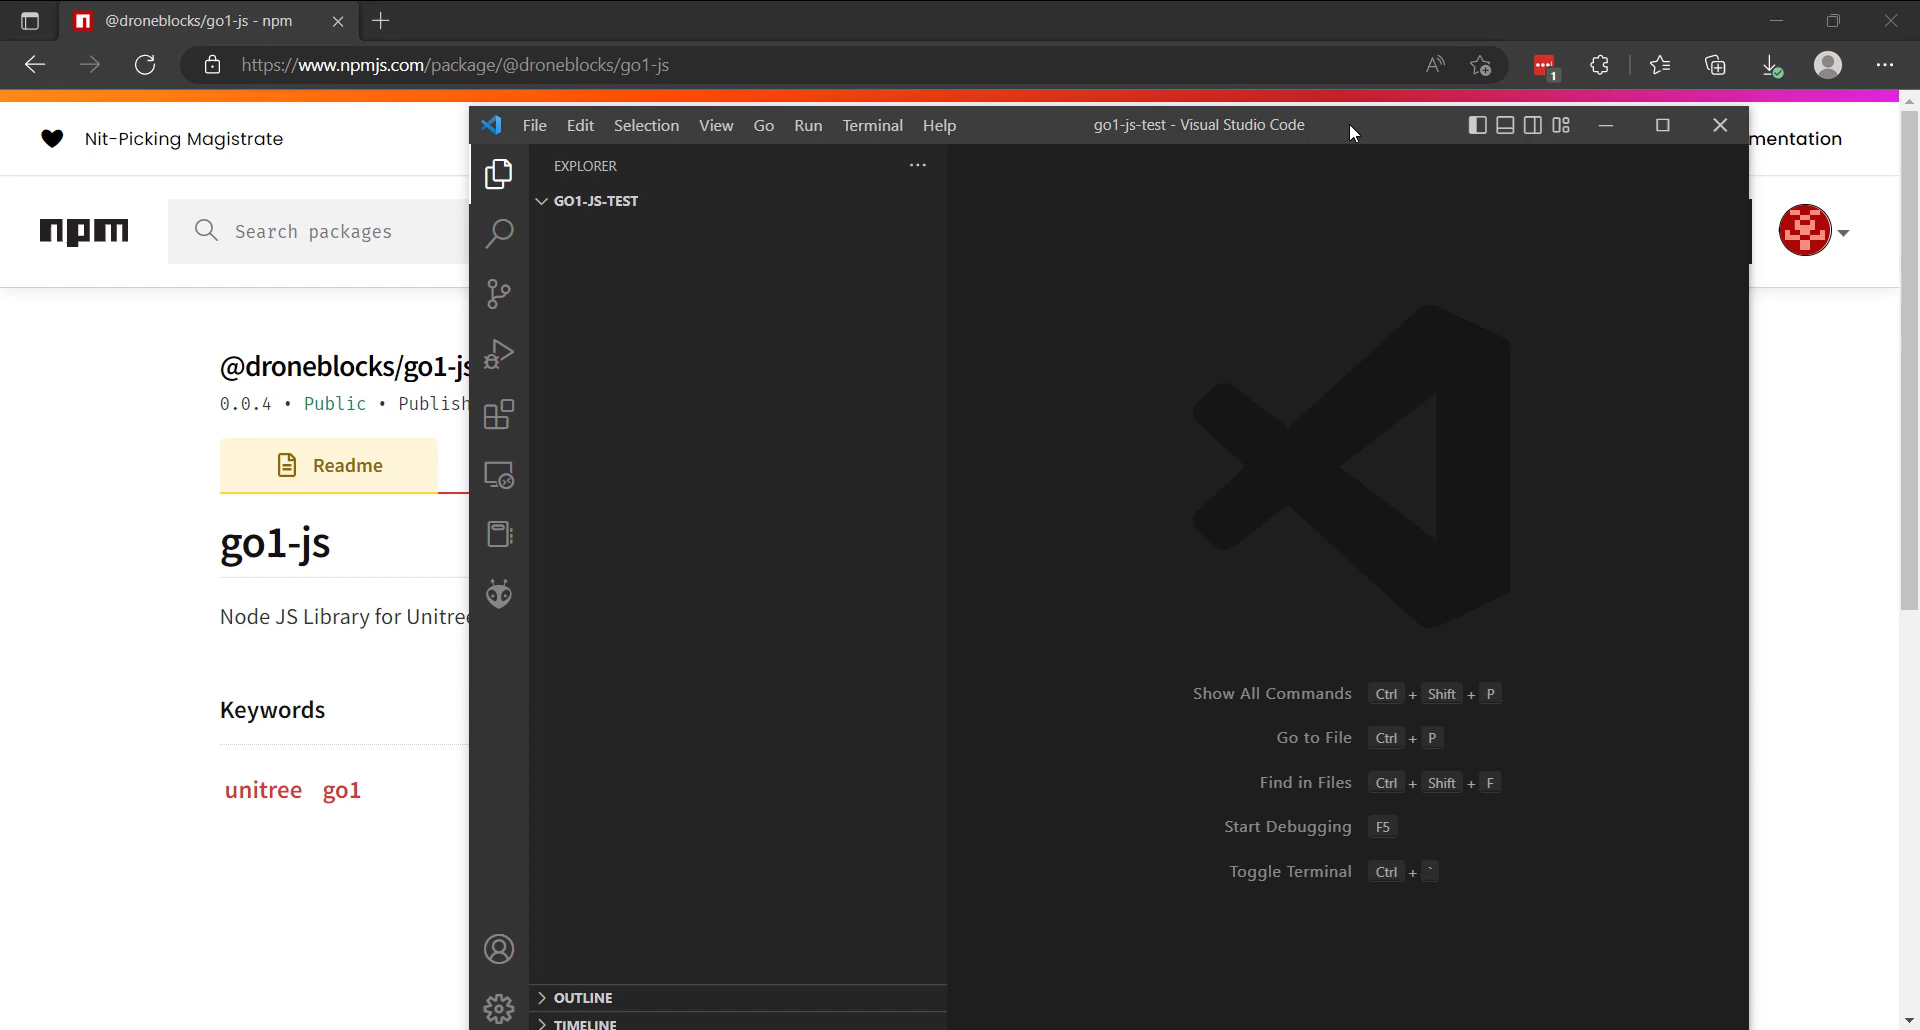 @droneblocks/go1-js - npm
https://www.npmjs.com/package/@droneblocks/go1-js
1
Nit-Picking Magistrate
mentation
npm
Search packages
@droneblocks/go1-js
0.0.4 • Public • Publish
Readme
go1-js
Node JS Library for Unitree
Keywords
unitree go1
File Edit Selection View Go Run Terminal Help
go1-js-test - Visual Studio Code
EXPLORER
GO1-JS-TEST
Show All Commands Ctrl + Shift + P
Go to File Ctrl + P
Find in Files Ctrl + Shift + F
Start Debugging F5
Toggle Terminal Ctrl + `
OUTLINE
TIMELINE